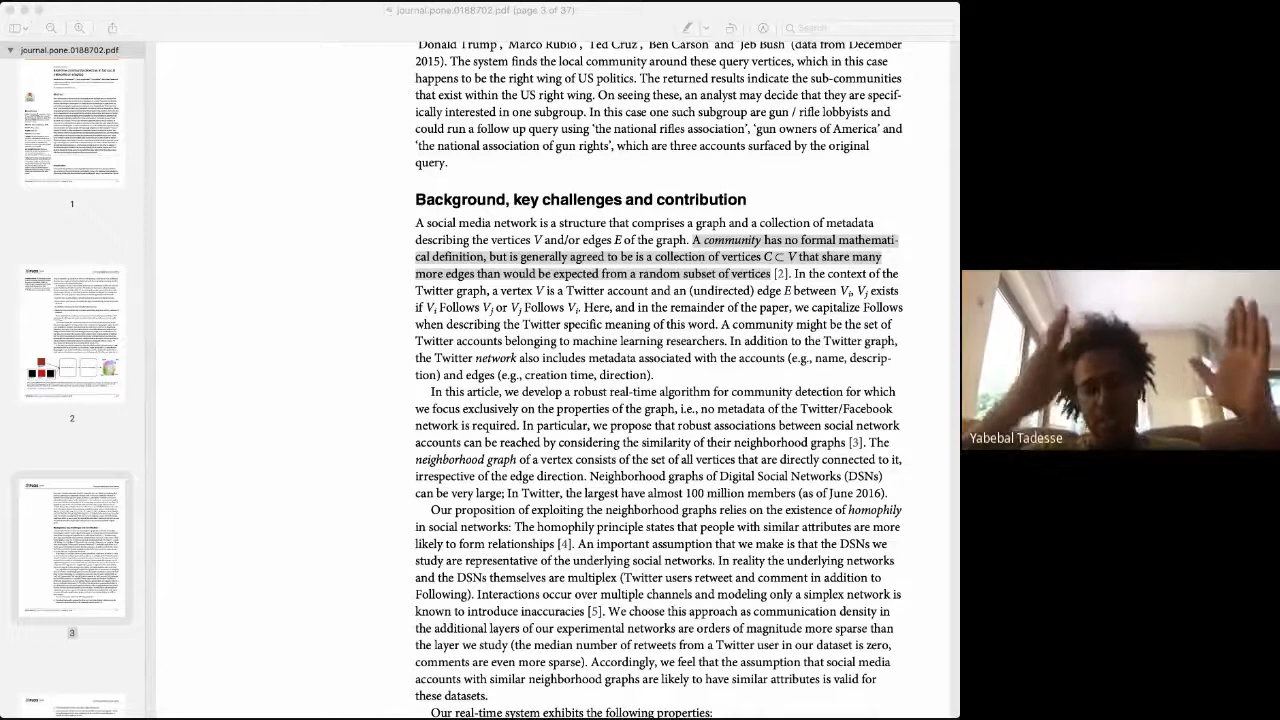 journal.pone.0188702.pdf (page 3 of 37)
Search
journal.pone.0188702.pdf
1
2
3
'Donald Trump', 'Marco Rubio', 'Ted Cruz', 'Ben Carson' and 'Jeb Bush' (data from December
2015). The system finds the local community around these query vertices, which in this case
happens to be the right wing of US politics. The returned results indicate the sub-communities
that exist within the US right wing. On seeing these, an analyst may decide that they are specif-
ically interested in one subgroup. In this case one such subgroup are gun / rifle lobbyists and
could initiate a new query using 'the national rifles association', 'gun owners of America' and
'the national association of gun rights', which are three accounts surfaced by the original
query.
Background, key challenges and contribution
A social media network is a structure that comprises a graph and a collection of metadata
describing the vertices V and/or edges E of the graph. A community has no formal mathemati-
cal definition, but is generally agreed to be is a collection of vertices C ⊂ V that share many
more edges than would be expected from a random subset of vertices [2]. In the context of the
Twitter graph, a vertex Vi is a Twitter account and an (undirected) edge E between Vi, Vj exists
if Vi Follows Vj or Vj Follows Vi. Here, and in the remainder of the paper, we capitalize Follows
when describing the Twitter specific meaning of this word. A community might be the set of
Twitter accounts belonging to machine learning researchers. In addition to the Twitter graph,
the Twitter network also includes metadata associated with the accounts (e.g., name, descrip-
tion) and edges (e.g., creation time, direction).
In this article, we develop a robust real-time algorithm for community detection for which
we focus exclusively on the properties of the graph, i.e., no metadata of the Twitter/Facebook
network is required. In particular, we propose that robust associations between social network
accounts can be reached by considering the similarity of their neighborhood graphs [3]. The
neighborhood graph of a vertex consists of the set of all vertices that are directly connected to it,
irrespective of the edge direction. Neighborhood graphs of Digital Social Networks (DSNs)
can be very large. In Twitter, the largest have almost 100 million members (as of June 2016).
Our proposition of exploiting the neighborhood graphs relies on the existence of homophily
in social networks. The homophily principle states that people with similar attributes are more
likely to form relationships [4]. An important assumption that we make is that the DSNs we
study are representative of the underlying social networks. In reality the underlying networks
and the DSNs themselves are multiplex (Twitter users retweet and comment in addition to
Following). Interactions occur over multiple channels and modeling as a simplex network is
known to introduce inaccuracies [5]. We choose this approach as communication density in
the additional layers of our experimental networks are orders of magnitude more sparse than
the layer we study (the median number of retweets from a Twitter user in our dataset is zero,
comments are even more sparse). Accordingly, we feel that the assumption that social media
accounts with similar neighborhood graphs are likely to have similar attributes is valid for
these datasets.
Our real-time system exhibits the following properties:
Yabebal Tadesse